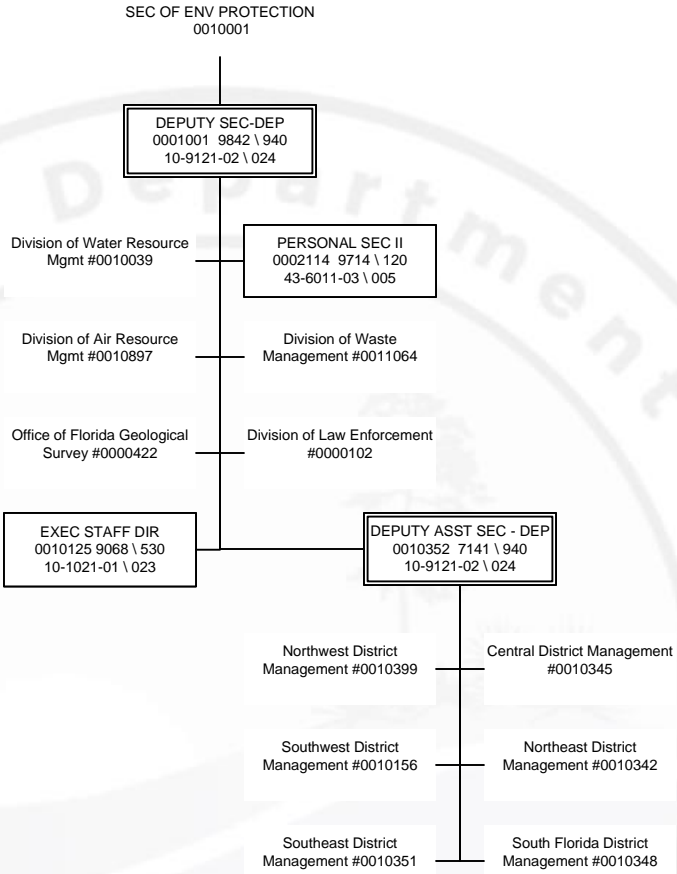 SEC OF ENV PROTECTION
0010001
DEPUTY SEC-DEP
0001001 9842 \ 940
10-9121-02 \ 024
Department
Division of Water Resource
Mgmt #0010039
PERSONAL SEC II
0002114 9714 \ 120
43-6011-03 \ 005
Division of Air Resource
Mgmt #0010897
Division of Waste
Management #0011064
Office of Florida Geological
Survey #0000422
Division of Law Enforcement
#0000102
EXEC STAFF DIR
0010125 9068 \ 530
10-1021-01 \ 023
DEPUTY ASST SEC - DEP
0010352 7141 \ 940
10-9121-02 \ 024
Northwest District
Management #0010399
Central District Management
#0010345
Southwest District
Management #0010156
Northeast District
Management #0010342
Southeast District
Management #0010351
South Florida District
Management #0010348